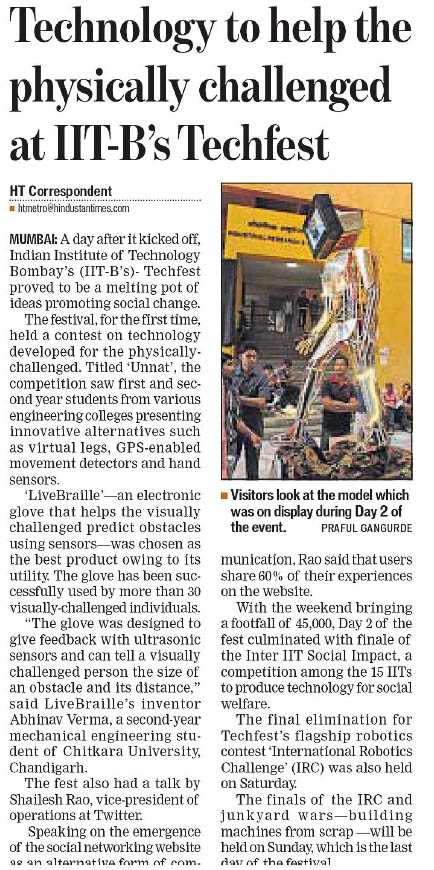 Technology to help the
physically challenged
at IIT-B's Techfest
HT Correspondent
htmetro@hindustantimes.com
MUMBAI: A day after it kicked off,
Indian Institute of Technology
Bombay's (IIT-B's)- Techfest
proved to be a melting pot of
ideas promoting social change.
The festival, for the first time,
held a contest on technology
developed for the physically-
challenged. Titled 'Unnat', the
competition saw first and sec-
ond year students from various
engineering colleges presenting
innovative alternatives such
as virtual legs, GPS-enabled
movement detectors and hand
sensors.
'LiveBraille'—an electronic
glove that helps the visually
challenged predict obstacles
using sensors—was chosen as
the best product owing to its
utility. The glove has been suc-
cessfully used by more than 30
visually-challenged individuals.
"The glove was designed to
give feedback with ultrasonic
sensors and can tell a visually
challenged person the size of
an obstacle and its distance,"
said LiveBraille's inventor
Abhinav Verma, a second-year
mechanical engineering stu-
dent of Chitkara University,
Chandigarh.
The fest also had a talk by
Shailesh Rao, vice-president of
operations at Twitter.
Speaking on the emergence
of the social networking website
as an alternative form of com-
Visitors look at the model which
was on display during Day 2 of
the event. PRAFUL GANGURDE
munication, Rao said that users
share 60% of their experiences
on the website.
With the weekend bringing
a footfall of 45,000, Day 2 of the
fest culminated with finale of
the Inter IIT Social Impact, a
competition among the 15 IITs
to produce technology for social
welfare.
The final elimination for
Techfest's flagship robotics
contest 'International Robotics
Challenge' (IRC) was also held
on Saturday.
The finals of the IRC and
junkyard wars—building
machines from scrap —will be
held on Sunday, which is the last
day of the festival.